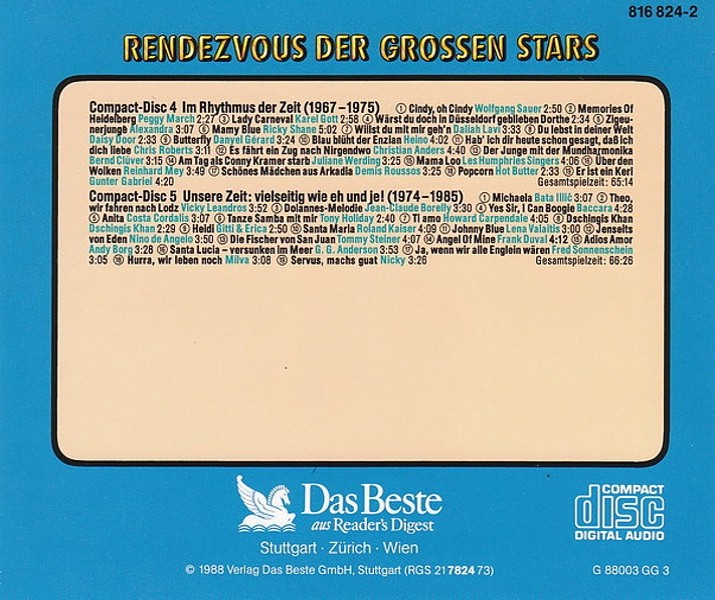 816 824-2
RENDEZVOUS DER GROSSEN STARS
Compact-Disc 4 Im Rhythmus der Zeit (1967–1975) ① Cindy, oh Cindy Wolfgang Sauer 2:50 ② Memories Of
Heidelberg Peggy March 2:27 ③ Lady Carneval Karel Gott 2:58 ④ Wärst du doch in Düsseldorf geblieben Dorthe 2:34 ⑤ Zigeu-
nerjunge Alexandra 3:07 ⑥ Mamy Blue Ricky Shane 5:02 ⑦ Willst du mit mir geh'n Daliah Lavi 3:33 ⑧ Du lebst in deiner Welt
Daisy Door 2:33 ⑨ Butterfly Danyel Gérard 3:24 ⑩ Blau blüht der Enzian Heino 4:02 ⑪ Hab' Ich dir heute schon gesagt, daß ich
dich liebe Chris Roberts 3:11 ⑫ Es fährt ein Zug nach Nirgendwo Christian Anders 4:40 ⑬ Der Junge mit der Mundharmonika
Bernd Clüver 3:15 ⑭ Am Tag als Conny Kramer starb Juliane Werding 3:25 ⑮ Mama Loo Les Humphries Singers 4:06 ⑯ Über den
Wolken Reinhard Mey 3:49 ⑰ Schönes Mädchen aus Arkadia Demis Roussos 3:25 ⑱ Popcorn Hot Butter 2:33 ⑲ Er ist ein Kerl
Gunter Gabriel 4:20 Gesamtspielzeit: 65:14
Compact-Disc 5 Unsere Zeit: vielseitig wie eh und je! (1974–1985) ① Michaela Bata Illič 3:07 ② Theo,
wir fahren nach Lodz Vicky Leandros 3:52 ③ Dolannes-Melodie Jean-Claude Borelly 3:30 ④ Yes Sir, I Can Boogie Baccara 4:28
⑤ Anita Costa Cordalis 3:07 ⑥ Tanze Samba mit mir Tony Holiday 2:40 ⑦ Ti amo Howard Carpendale 4:05 ⑧ Dschingis Khan
Dschingis Khan 2:29 ⑨ Heidi Gitti & Erica 2:50 ⑩ Santa Maria Roland Kaiser 4:09 ⑪ Johnny Blue Lena Valaitis 3:00 ⑫ Jenseits
von Eden Nino de Angelo 3:50 ⑬ Die Fischer von San Juan Tommy Steiner 4:07 ⑭ Angel Of Mine Frank Duval 4:12 ⑮ Adios Amor
Andy Borg 3:28 ⑯ Santa Lucia – versunken im Meer G. G. Anderson 3:53 ⑰ Ja, wenn wir alle Englein wären Fred Sonnenschein
3:05 ⑱ Hurra, wir leben noch Milva 3:08 ⑲ Servus, machs guat Nicky 3:26 Gesamtspielzeit: 66:26
Das Beste
aus Reader's Digest
Stuttgart · Zürich · Wien
© 1988 Verlag Das Beste GmbH, Stuttgart (RGS 21 7824 73)
COMPACT
disc
DIGITAL AUDIO
G 88003 GG 3